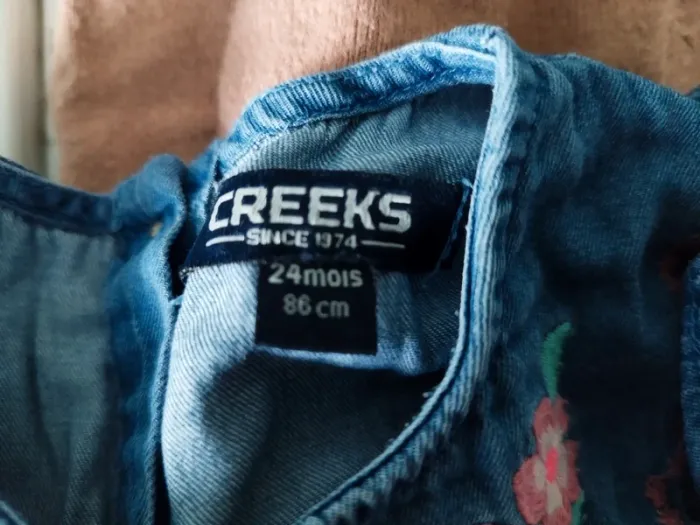 CREEKS
SINCE 1974
24mois
86 cm